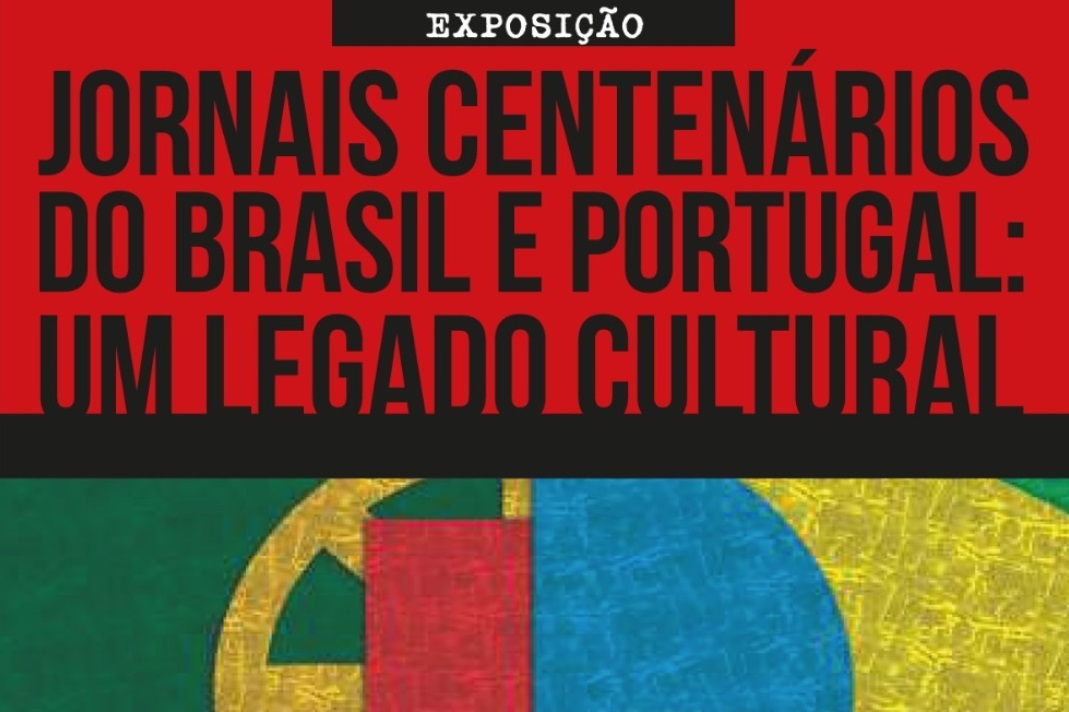 EXPOSIÇÃO
JORNAIS CENTENÁRIOS
DO BRASIL E PORTUGAL:
UM LEGADO CULTURAL